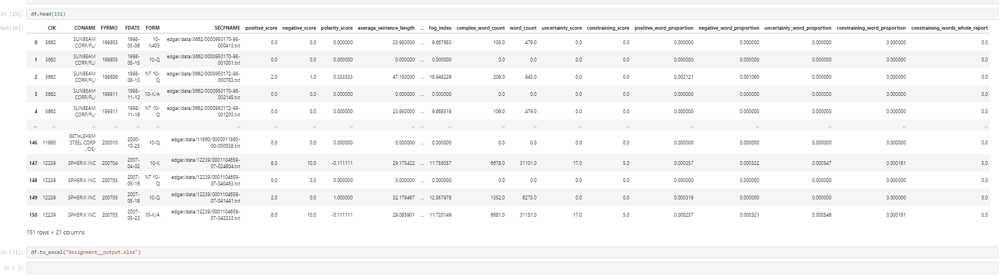 In [29]: df.head(151)
Out[29]: CIK CONAME FYRMO FDATE FORM SECFNAME positive_score negative_score polarity_score average_sentence_length ... fog_index complex_word_count word_count uncertainty_score constraining_score positive_word_proportion negative_word_proportion uncertainty_word_proportion constraining_word_proportion constraining_words_whole_report
0 3662 SUNBEAM CORP/FL/ 199803 1998-03-06 10-K405 edgar/data/3662/0000950170-98-000413.txt 0.0 0.0 0.000000 23.950000 ... 9.667683 105.0 479.0 0.0 0.0 0.000000 0.000000 0.000000 0.000000 0.0
1 3662 SUNBEAM CORP/FL/ 199805 1998-05-15 10-Q edgar/data/3662/0000950170-98-001001.txt 0.0 0.0 0.000000 0.000000 ... 0.000000 0.0 0.0 0.0 0.0 0.000000 0.000000 0.000000 0.000000 0.0
2 3662 SUNBEAM CORP/FL/ 199808 1998-08-13 NT 10-Q edgar/data/3662/0000950172-98-000783.txt 2.0 1.0 0.333333 47.150000 ... 18.948229 208.0 943.0 0.0 0.0 0.002121 0.001060 0.000000 0.000000 0.0
3 3662 SUNBEAM CORP/FL/ 199811 1998-11-12 10-K/A edgar/data/3662/0000950170-98-002145.txt 0.0 0.0 0.000000 0.000000 ... 0.000000 0.0 0.0 0.0 0.0 0.000000 0.000000 0.000000 0.000000 0.0
4 3662 SUNBEAM CORP/FL/ 199811 1998-11-16 NT 10-Q edgar/data/3662/0000950172-98-001203.txt 0.0 0.0 0.000000 23.950000 ... 9.668518 106.0 479.0 0.0 0.0 0.000000 0.000000 0.000000 0.000000 0.0
... ... ... ... ... ... ... ... ... ... ... ... ... ... ... ... ... ... ... ... ... ...
146 11860 BETHLEHEM STEEL CORP /DE/ 200010 2000-10-25 10-Q edgar/data/11860/0000011860-00-000038.txt 0.0 0.0 0.000000 0.000000 ... 0.000000 0.0 0.0 0.0 0.0 0.000000 0.000000 0.000000 0.000000 0.0
147 12239 SPHERIX INC 200704 2007-04-02 10-K edgar/data/12239/0001104659-07-024804.txt 8.0 10.0 -0.111111 29.175422 ... 11.756057 6678.0 31101.0 17.0 5.0 0.000257 0.000322 0.000547 0.000161 5.0
148 12239 SPHERIX INC 200705 2007-05-16 NT 10-Q edgar/data/12239/0001104659-07-040463.txt 0.0 0.0 0.000000 0.000000 ... 0.000000 0.0 0.0 0.0 0.0 0.000000 0.000000 0.000000 0.000000 0.0
149 12239 SPHERIX INC 200705 2007-05-18 10-Q edgar/data/12239/0001104659-07-041441.txt 2.0 0.0 1.000000 32.179487 ... 12.957978 1352.0 6275.0 0.0 0.0 0.000319 0.000000 0.000000 0.000000 0.0
150 12239 SPHERIX INC 200705 2007-05-23 10-K/A edgar/data/12239/0001104659-07-042333.txt 8.0 10.0 -0.111111 29.085901 ... 11.720149 6681.0 31151.0 17.0 5.0 0.000257 0.000321 0.000546 0.000161 5.0
151 rows × 21 columns
In [31]: df.to_excel("Assignment__output.xlsx")
In [ ]: